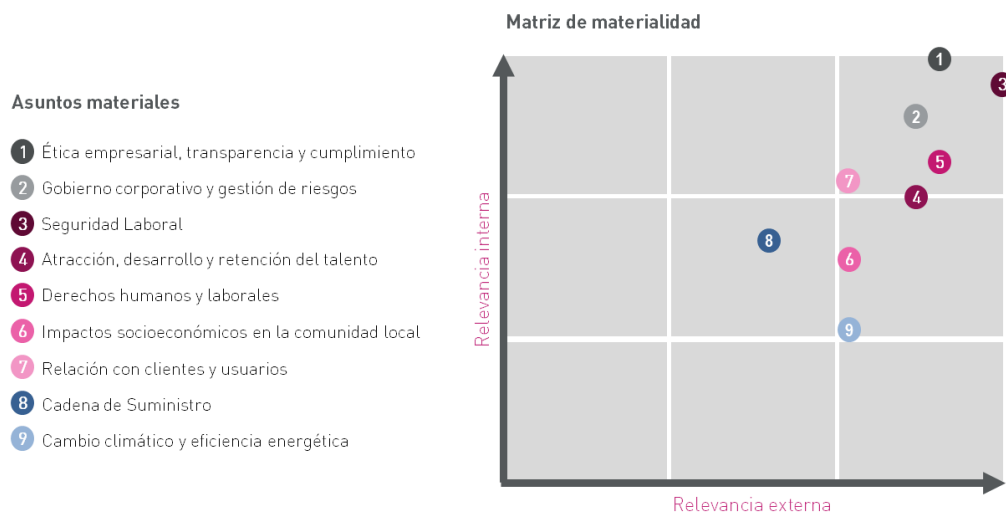 Matriz de materialidad
Asuntos materiales
1 Ética empresarial, transparencia y cumplimiento
2 Gobierno corporativo y gestión de riesgos
3 Seguridad Laboral
4 Atracción, desarrollo y retención del talento
5 Derechos humanos y laborales
6 Impactos socioeconómicos en la comunidad local
7 Relación con clientes y usuarios
8 Cadena de Suministro
9 Cambio climático y eficiencia energética
Relevancia interna
1
3
2
5
7
4
8
6
9
Relevancia externa